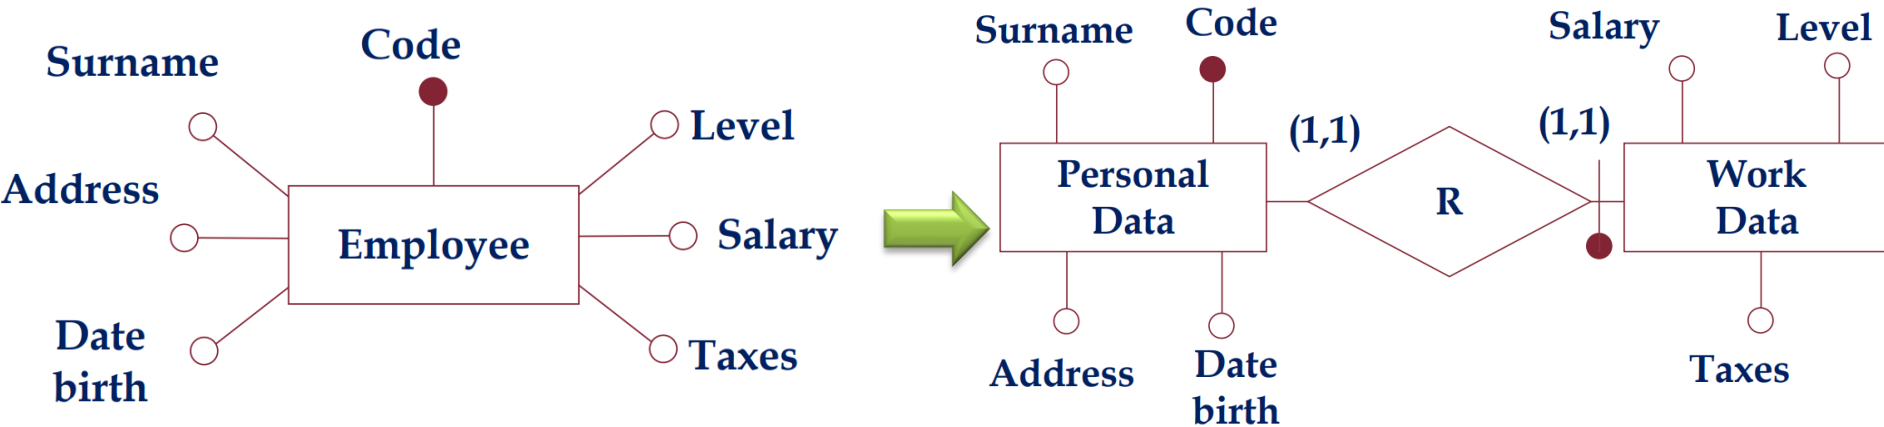 Surname
Code
Address
Level
Employee
Salary
Date
birth
Taxes
Surname
Code
Salary
Level
(1,1)
(1,1)
Personal
Data
R
Work
Data
Address
Date
birth
Taxes